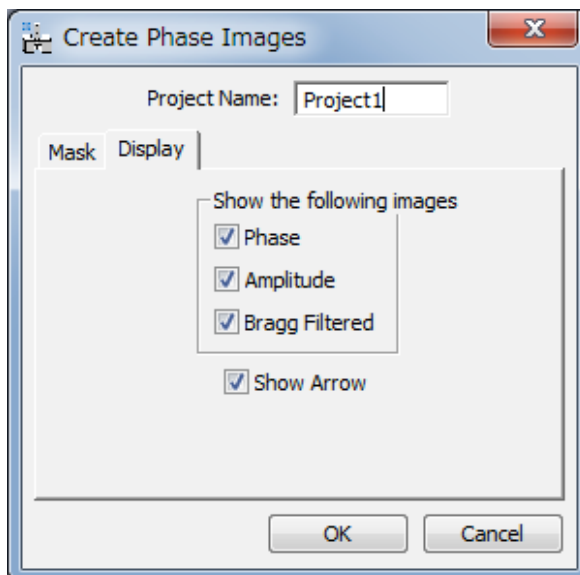 Create Phase Images
Project Name: Project1
Mask Display
Show the following images
Phase
Amplitude
Bragg Filtered
Show Arrow
OK Cancel